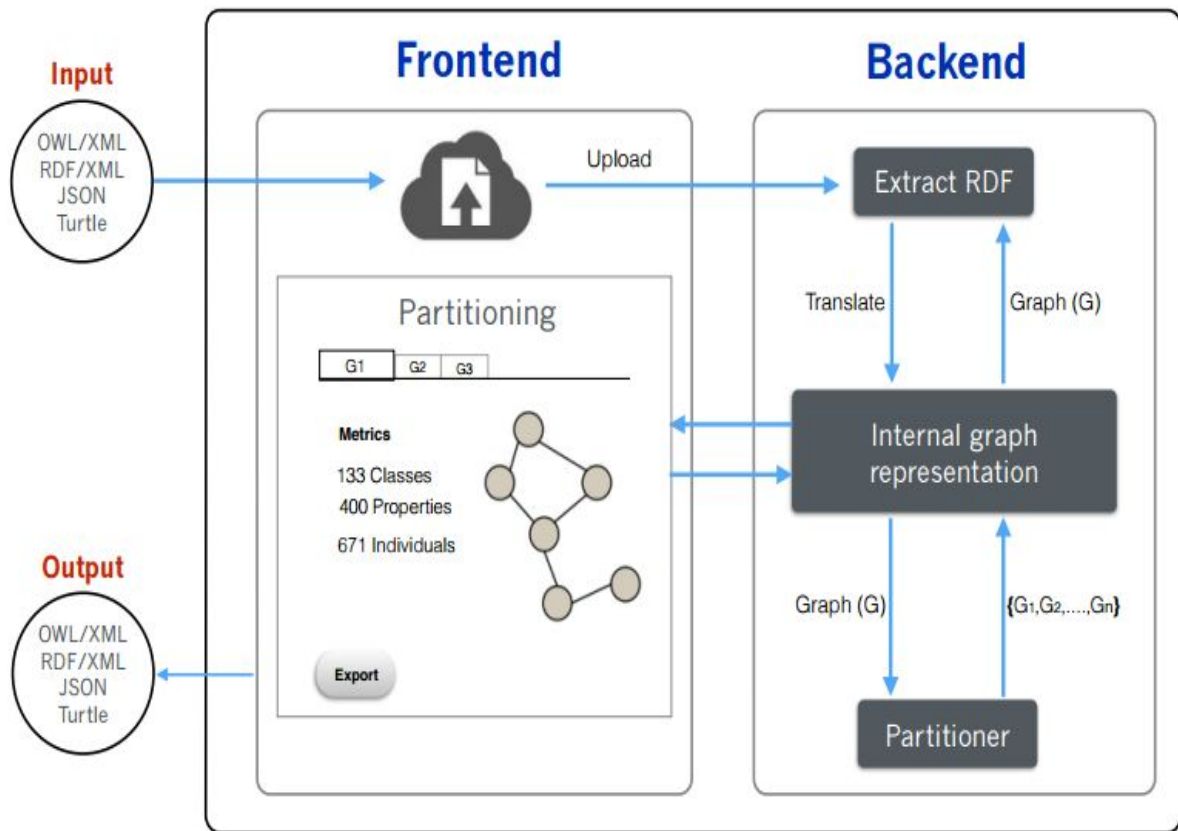 Frontend
Backend
Input
OWL/XML
RDF/XML
JSON
Turtle
Upload
Extract RDF
Translate
Graph (G)
Partitioning
G1
G2
G3
Metrics
133 Classes
400 Properties
671 Individuals
Export
Internal graph
representation
Graph (G)
{G1,G2,....,Gn}
Partitioner
Output
OWL/XML
RDF/XML
JSON
Turtle